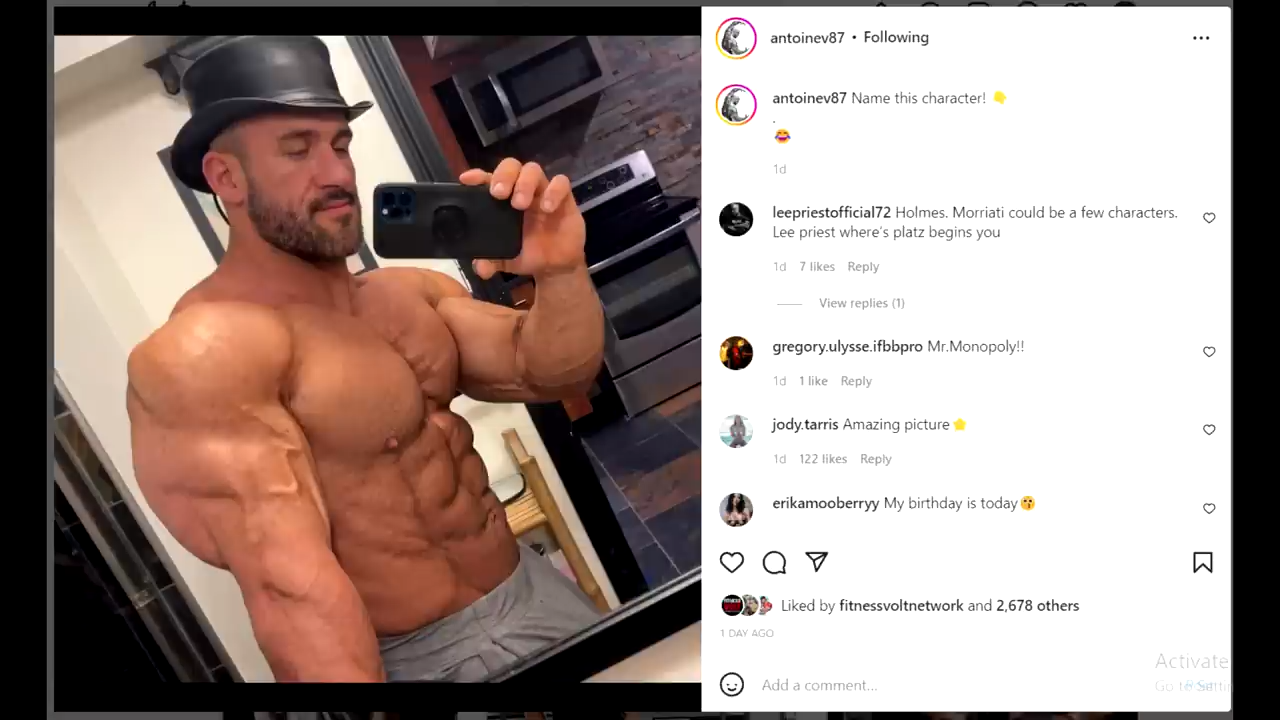 antoinev87 • Following
antoinev87 Name this character! 👇
.
😂
1d
leepriestofficial72 Holmes. Morriati could be a few characters.
Lee priest where's platz begins you
1d 7 likes Reply
View replies (1)
gregory.ulysse.ifbbpro Mr.Monopoly!!
1d 1 like Reply
jody.tarris Amazing picture⭐
1d 122 likes Reply
erikamooberryy My birthday is today🤫
Liked by fitnessvoltnetwork and 2,678 others
1 DAY AGO
Activate
Add a comment...
Go to